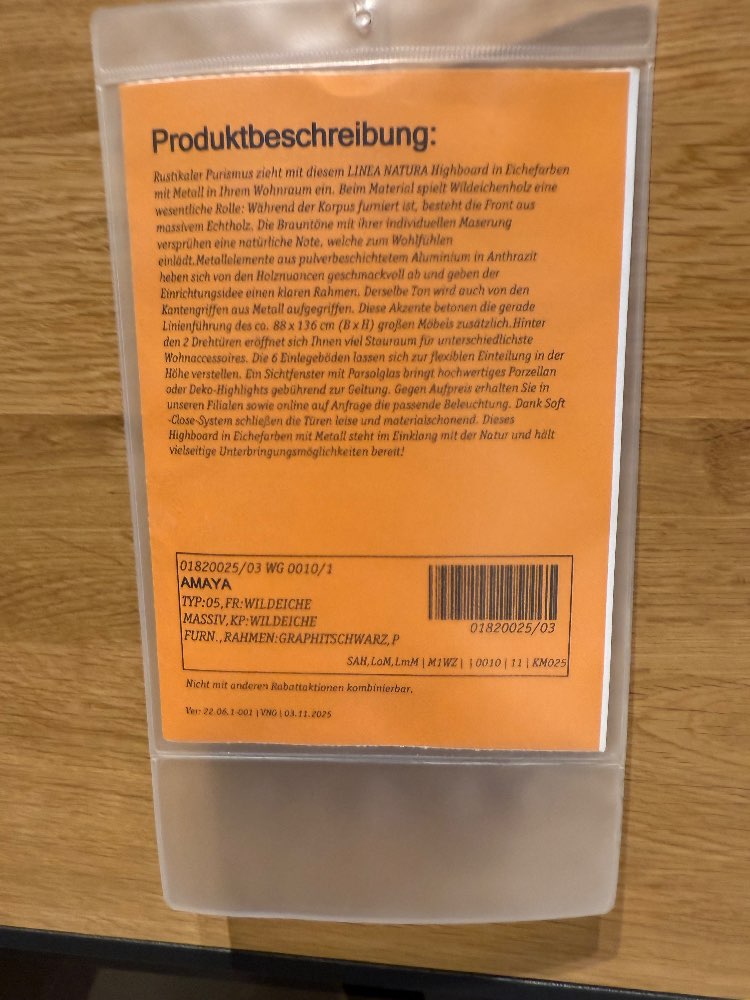 Produktbeschreibung:
Rustikaler Purismus zieht mit diesem LINEA NATURA Highboard in Eichefarben
mit Metall in Ihrem Wohnraum ein. Beim Material spielt Wildeichenholz eine
wesentliche Rolle: Während der Korpus furniert ist, besteht die Front aus
massivem Echtholz. Die Brauntöne mit ihrer individuellen Maserung
versprühen eine natürliche Note, welche zum Wohlfühlen
einlädt.Metallelemente aus pulverbeschichtetem Aluminium in Anthrazit
heben sich von den Holznuancen geschmackvoll ab und geben der
Einrichtungsidee einen klaren Rahmen. Derselbe Ton wird auch von den
Kantengriffen aus Metall aufgegriffen. Diese Akzente betonen die gerade
Linienführung des ca. 88 x 136 cm (B x H) großen Möbels zusätzlich.Hinter
den 2 Drehtüren eröffnet sich Ihnen viel Stauraum für unterschiedlichste
Wohnaccessoires. Die 6 Einlegeböden lassen sich zur flexiblen Einteilung in der
Höhe verstellen. Ein Sichtfenster mit Parsolglas bringt hochwertiges Porzellan
oder Deko-Highlights gebührend zur Geltung. Gegen Aufpreis erhalten Sie in
unseren Filialen sowie online auf Anfrage die passende Beleuchtung. Dank Soft
-Close-System schließen die Türen leise und materialschonend. Dieses
Highboard in Eichefarben mit Metall steht im Einklang mit der Natur und hält
vielseitige Unterbringungsmöglichkeiten bereit!
01820025/03 WG 0010/1
AMAYA
TYP:05,FR:WILDEICHE
MASSIV,KP:WILDEICHE
FURN.,RAHMEN:GRAPHITSCHWARZ,P
01820025/03
SAH,LaM,LmM | M1WZ | | 0010 | 11 | KM025
Nicht mit anderen Rabattaktionen kombinierbar.
Ver: 22.06.1-001 | VNG | 03.11.2025